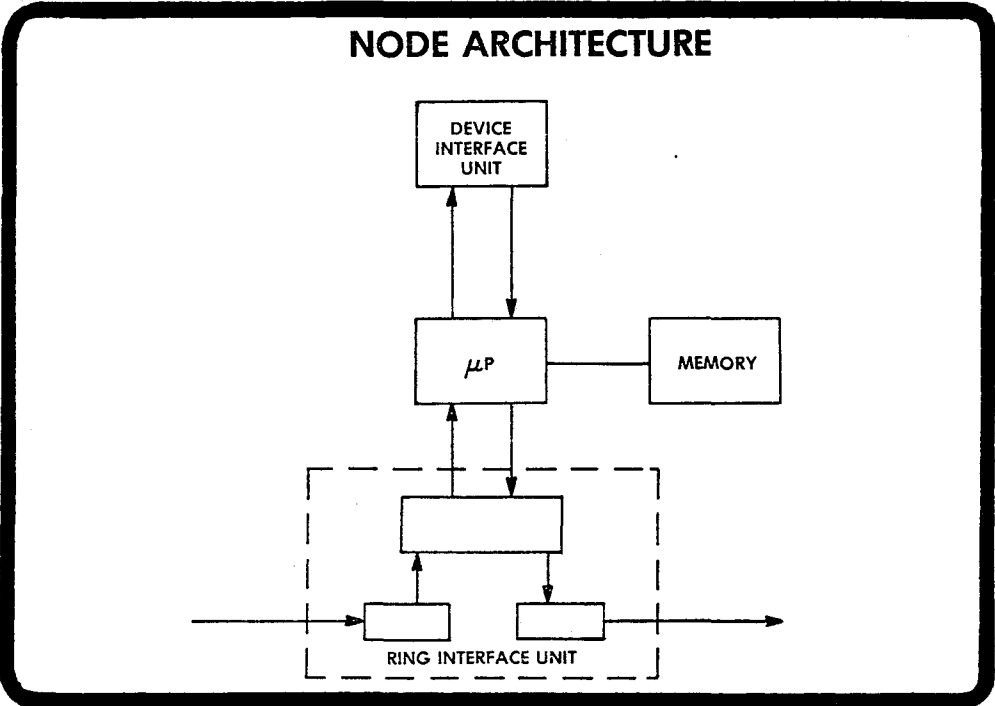 NODE ARCHITECTURE
DEVICE
INTERFACE
UNIT
μP
MEMORY
RING INTERFACE UNIT